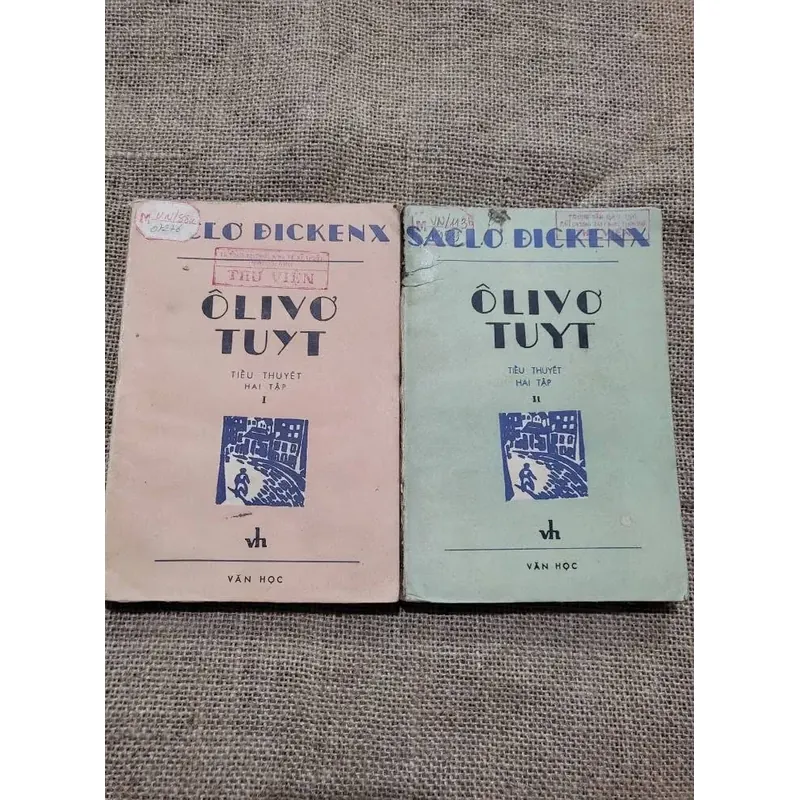 SACLƠ ĐICKENX
THƯ VIỆN
ÔLIVƠ
TUYT
TIỂU THUYẾT
HAI TẬP
I
vh
VĂN HỌC
SACLƠ ĐICKENX
ÔLIVƠ
TUYT
TIỂU THUYẾT
HAI TẬP
II
vh
VĂN HỌC